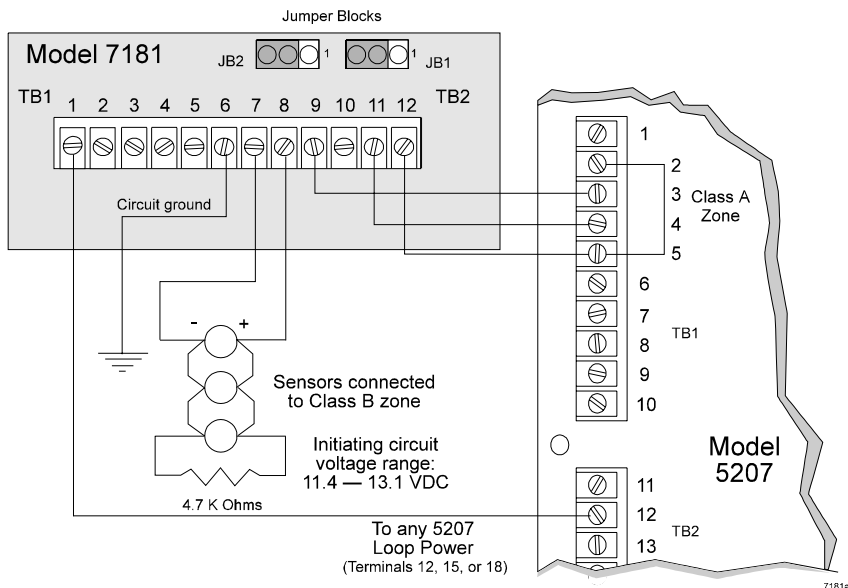 Jumper Blocks
Model 7181
JB2
1
1
JB1
TB1
1 2 3 4 5 6 7 8 9 10 11 12
TB2
1
2
3
4
5
6
7
8
9
10
Class A
Zone
TB1
Circuit ground
- +
Sensors connected
to Class B zone
Initiating circuit
voltage range:
11.4 — 13.1 VDC
4.7 K Ohms
Model
5207
11
12
13
TB2
To any 5207
Loop Power
(Terminals 12, 15, or 18)
7181a